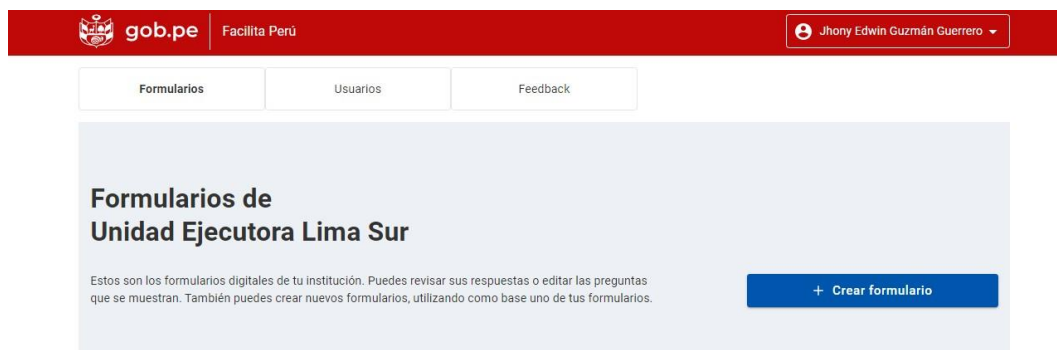 gob.pe Facilita Perú Jhony Edwin Guzmán Guerrero
Formularios Usuarios Feedback
Formularios de
Unidad Ejecutora Lima Sur
Estos son los formularios digitales de tu institución. Puedes revisar sus respuestas o editar las preguntas
que se muestran. También puedes crear nuevos formularios, utilizando como base uno de tus formularios.
+ Crear formulario